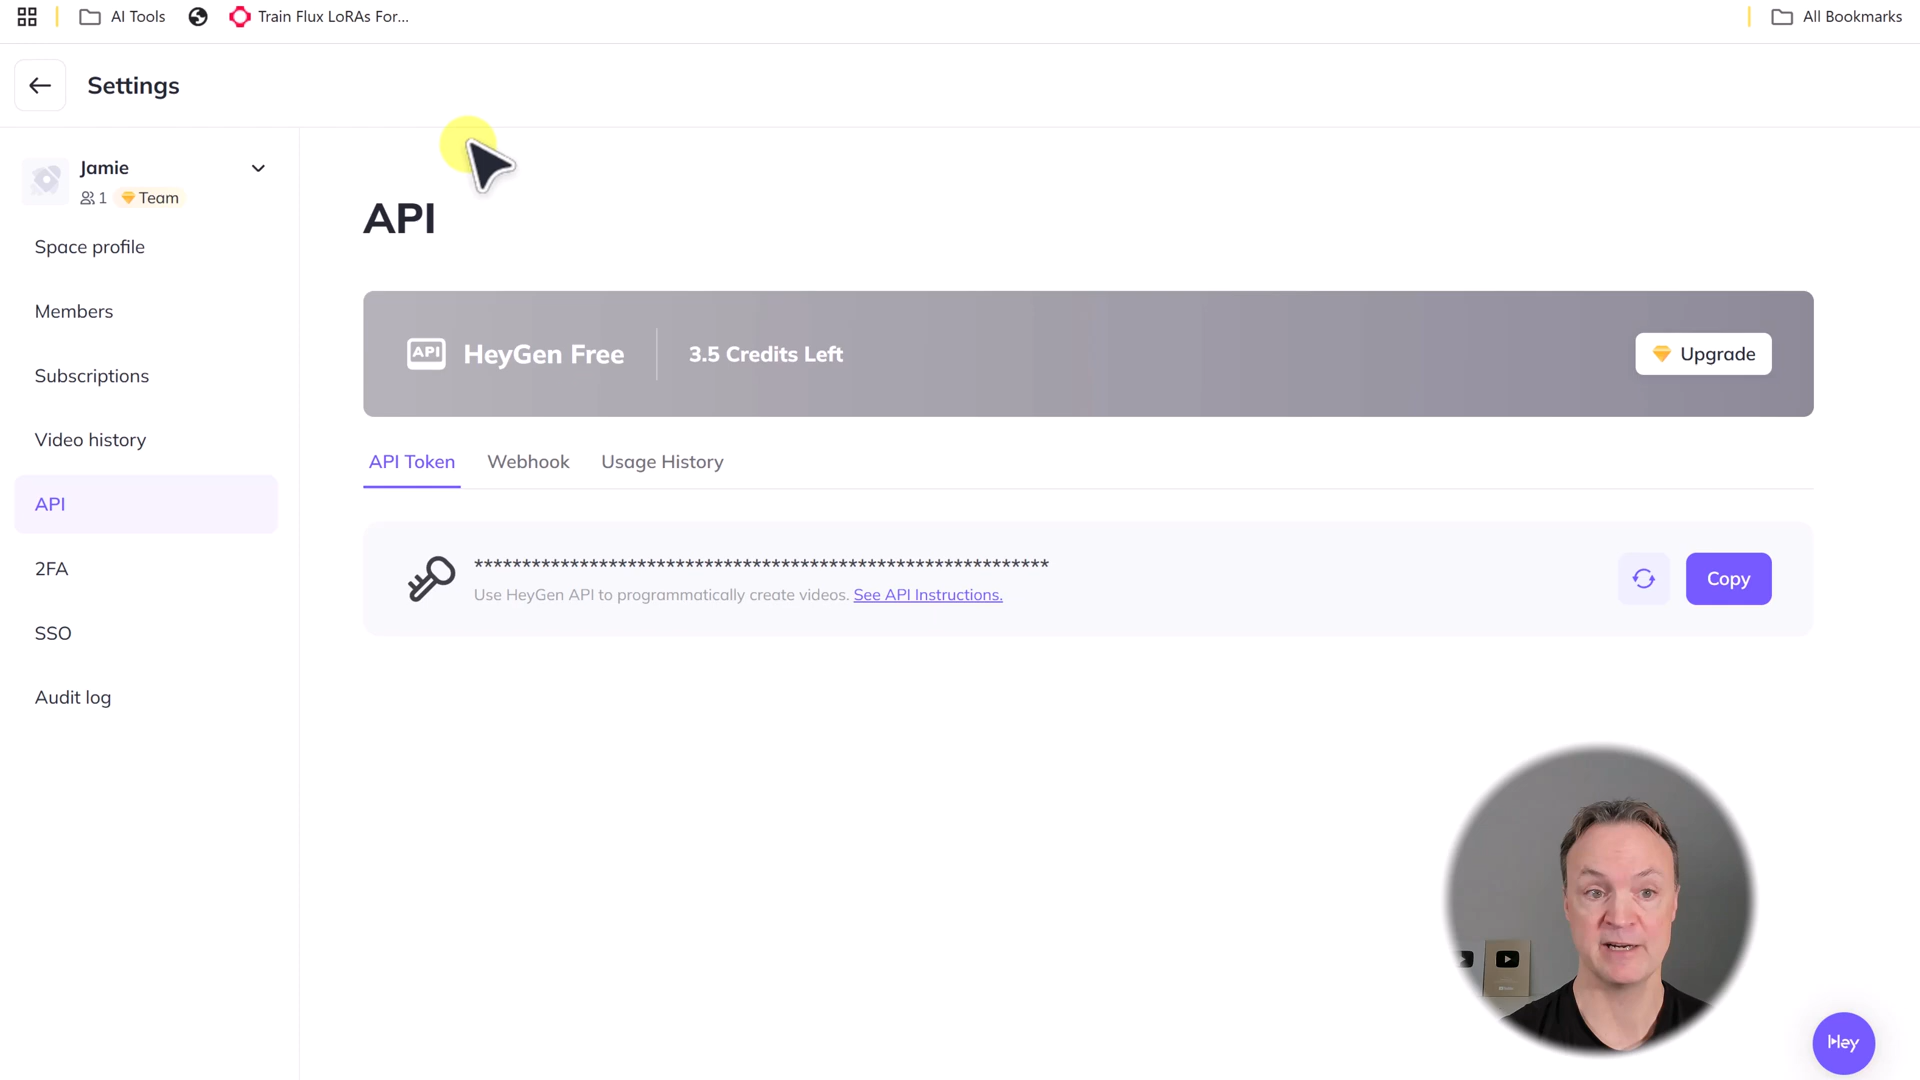 AI Tools
Train Flux LoRAs For...
All Bookmarks
Settings
Jamie
1 Team
Space profile
Members
Subscriptions
Video history
API
2FA
SSO
Audit log
API
API HeyGen Free
3.5 Credits Left
Upgrade
API Token
Webhook
Usage History
************************************************************
Use HeyGen API to programmatically create videos. See API Instructions.
Copy
Hey